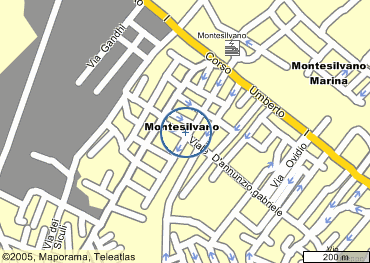 Montesilvano
Via Gandhi
I
Corso
Umberto
I
Montesilvano
Marina
Montesilvano
Viale D'annunzio gabriele
Via Ovidio
Via dei
Siculi
©2005, Maporama, Teleatlas
200 m